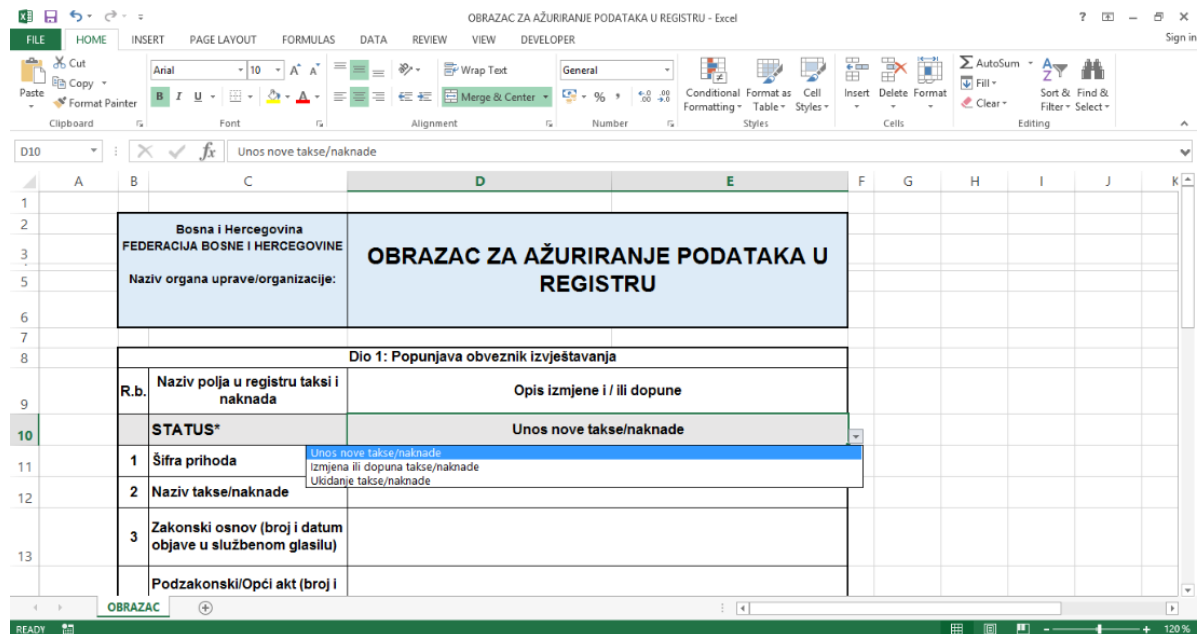 OBRAZAC ZA AŽURIRANJE PODATAKA U REGISTRU - Excel
?
FILE HOME INSERT PAGE LAYOUT FORMULAS DATA REVIEW VIEW DEVELOPER Sign in
Paste
Cut
Copy
Format Painter
Clipboard
Arial 10
B I U
Font
Wrap Text
Merge & Center
Alignment
General
%
Number
Conditional Formatting
Format as Table
Cell Styles
Styles
Insert Delete Format
Cells
AutoSum
Fill
Clear
Sort & Filter
Find & Select
Editing
D10 fx Unos nove takse/naknade
A B C D E F G H I J K
1
2
3
5
6
7
8
9
10
11
12
13
Bosna i Hercegovina
FEDERACIJA BOSNE I HERCEGOVINE
Naziv organa uprave/organizacije:
OBRAZAC ZA AŽURIRANJE PODATAKA U
REGISTRU
Dio 1: Popunjava obveznik izvještavanja
R.b. Naziv polja u registru taksi i
naknada
Opis izmjene i / ili dopune
STATUS* Unos nove takse/naknade
Unos nove takse/naknade
Izmjena ili dopuna takse/naknade
Ukidanje takse/naknade
1 Šifra prihoda
2 Naziv takse/naknade
3 Zakonski osnov (broj i datum
objave u službenom glasilu)
Podzakonski/Opći akt (broj i
OBRAZAC
READY 120 %